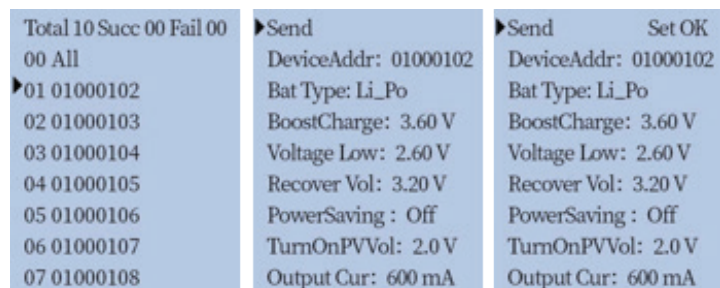 Total 10 Succ 00 Fail 00
00 All
01 01000102
02 01000103
03 01000104
04 01000105
05 01000106
06 01000107
07 01000108
Send
DeviceAddr: 01000102
Bat Type: Li_Po
BoostCharge: 3.60 V
Voltage Low: 2.60 V
Recover Vol: 3.20 V
PowerSaving : Off
TurnOnPVVol: 2.0 V
Output Cur: 600 mA
Send Set OK
DeviceAddr: 01000102
Bat Type: Li_Po
BoostCharge: 3.60 V
Voltage Low: 2.60 V
Recover Vol: 3.20 V
PowerSaving : Off
TurnOnPVVol: 2.0 V
Output Cur: 600 mA